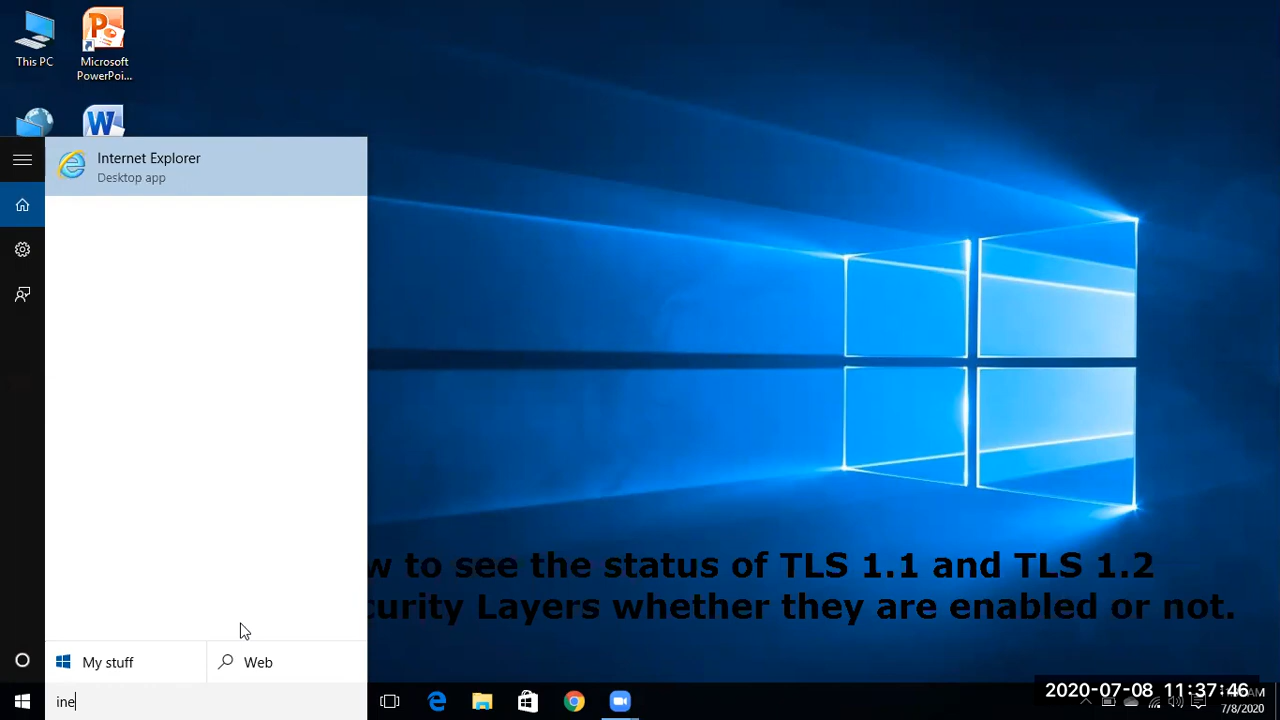 This PC
Microsoft
PowerPoi...
Internet Explorer
Desktop app
w to see the status of TLS 1.1 and TLS 1.2
curity Layers whether they are enabled or not.
My stuff
Web
ine
2020-07-08 11:37:46
AM
7/8/2020